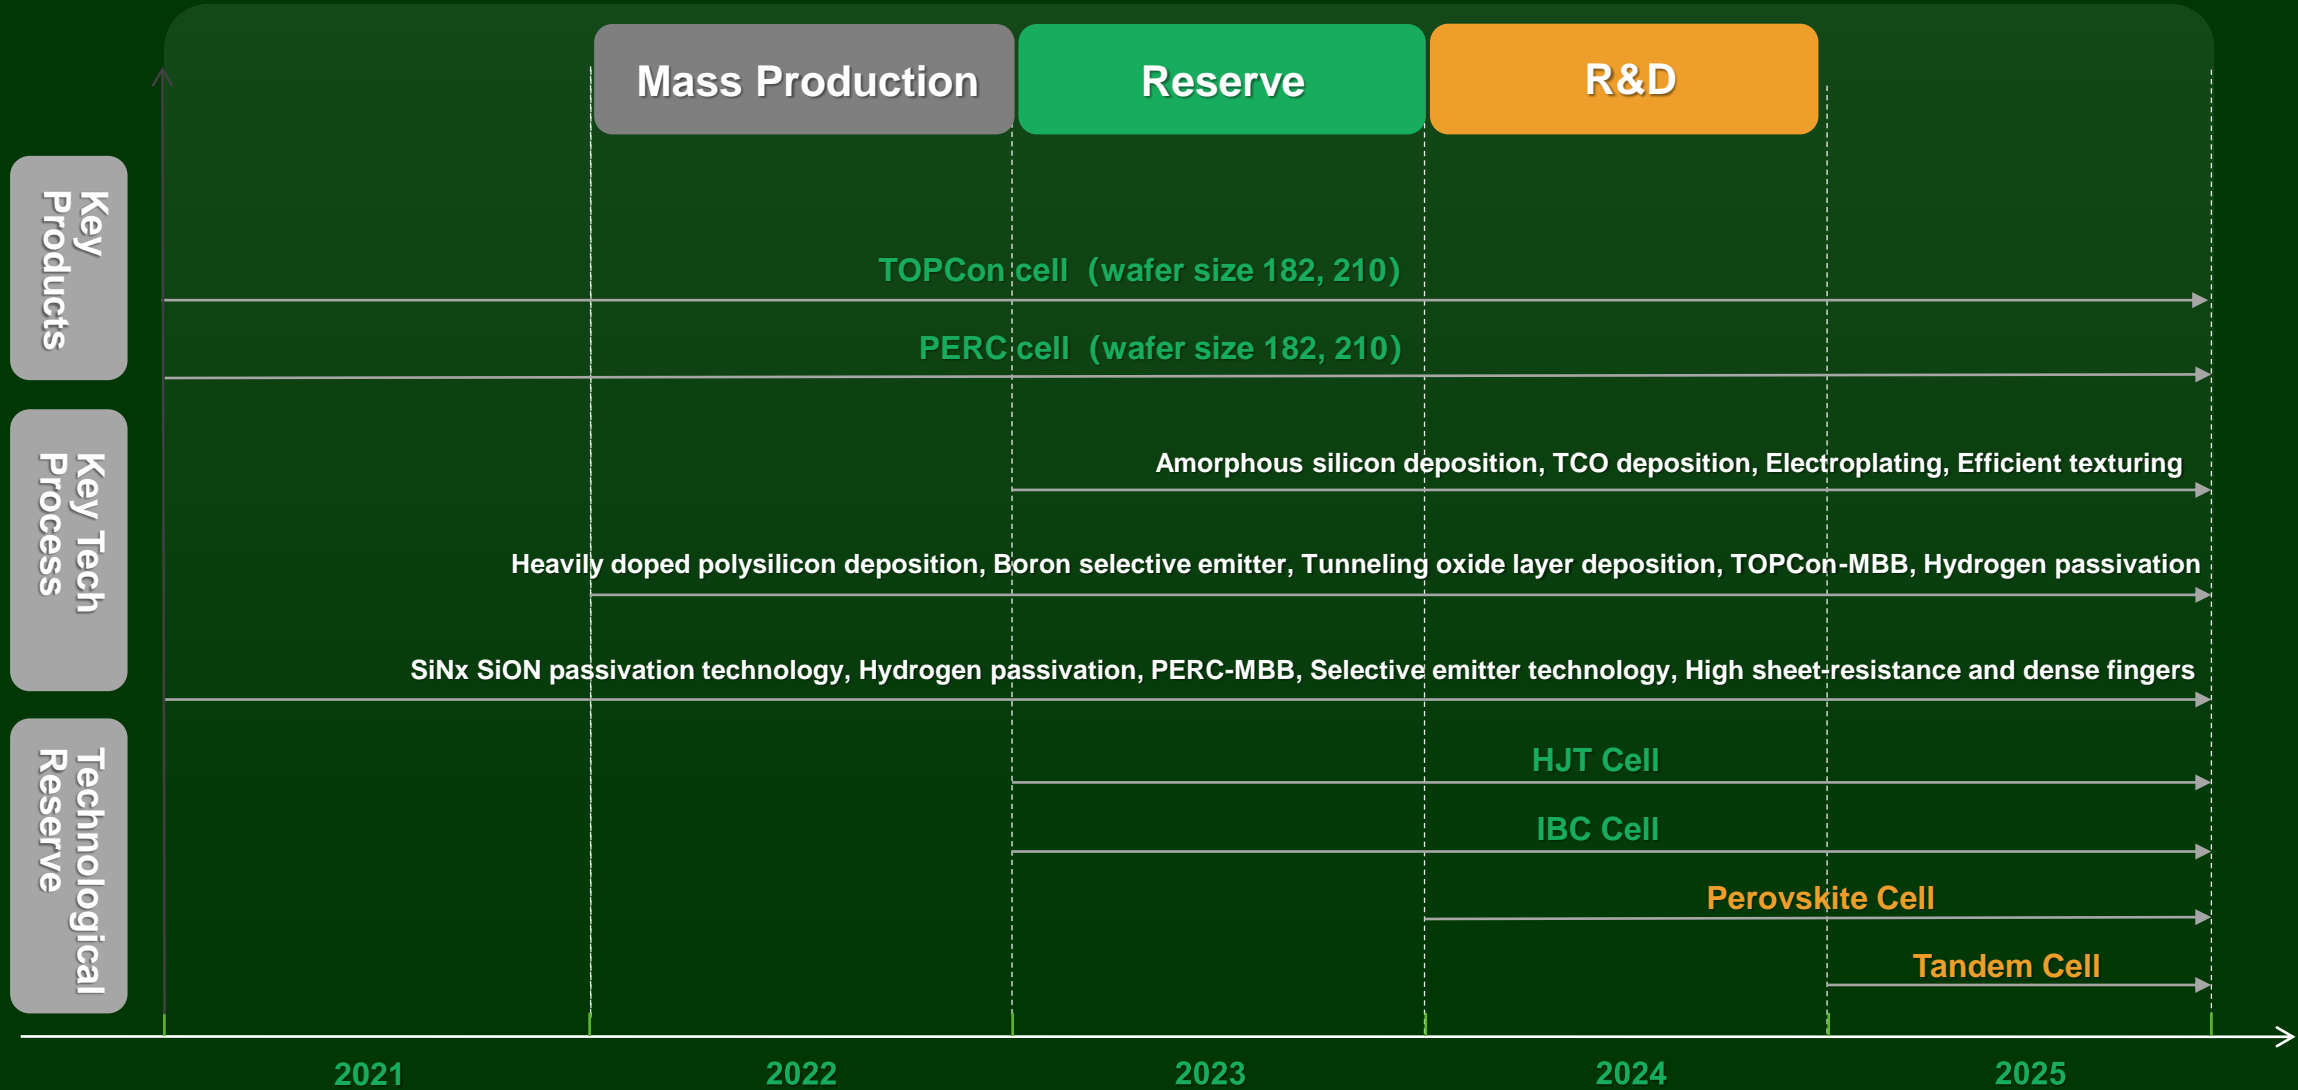 Mass Production
Reserve
R&D
Key
Products
TOPCon cell（wafer size 182, 210）
PERC cell（wafer size 182, 210）
Key Tech
Process
Amorphous silicon deposition, TCO deposition, Electroplating, Efficient texturing
Heavily doped polysilicon deposition, Boron selective emitter, Tunneling oxide layer deposition, TOPCon-MBB, Hydrogen passivation
SiNx SiON passivation technology, Hydrogen passivation, PERC-MBB, Selective emitter technology, High sheet-resistance and dense fingers
Technological
Reserve
HJT Cell
IBC Cell
Perovskite Cell
Tandem Cell
2021
2022
2023
2024
2025